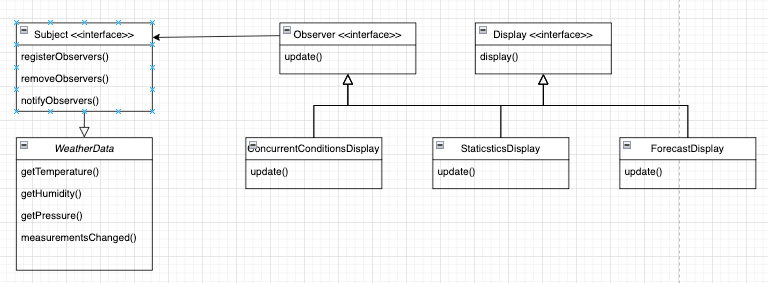 Subject <<interface>>
registerObservers()
removeObservers()
notifyObservers()
Observer <<interface>>
update()
Display <<interface>>
display()
WeatherData
getTemperature()
getHumidity()
getPressure()
measurementsChanged()
ConcurrentConditionsDisplay
update()
StaticsticsDisplay
update()
ForecastDisplay
update()